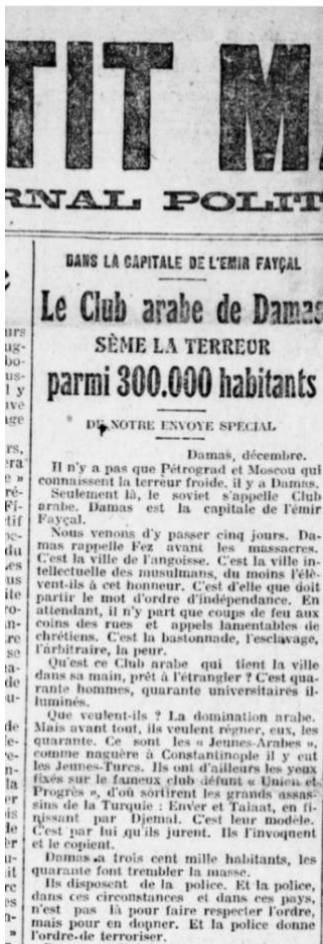 TIT MA
RNAL POLIT
DANS LA CAPITALE DE L'EMIR FAYÇAL
Le Club arabe de Damas
SÈME LA TERREUR
parmi 300.000 habitants
DE NOTRE ENVOYE SPECIAL
Damas, décembre.
Il n'y a pas que Pétrograd et Moscou qui
connaissent la terreur froide, il y a Damas.
Seulement là, le soviet s'appelle Club
arabe. Damas est la capitale de l'émir
Fayçal.
Nous venons d'y passer cinq jours. Da-
mas rappelle Fez avant les massacres.
C'est la ville de l'angoisse. C'est la ville in-
tellectuelle des musulmans, du moins l'élè-
vent-ils à cet honneur. C'est d'elle que doit
partir le mot d'ordre d'indépendance. En
attendant, il n'y part que coups de feu aux
coins des rues et appels lamentables de
chrétiens. C'est la bastonnade, l'esclavage,
l'arbitraire, la peur.
Qu'est ce Club arabe qui tient la ville
dans sa main, prêt à l'étrangler ? C'est qua-
rante hommes, quarante universitaires il-
luminés.
Que veulent-ils ? La domination arabe.
Mais avant tout, ils veulent régner, eux, les
quarante. Ce sont les « Jeunes-Arabes »,
comme naguère à Constantinople il y eut
les Jeunes-Turcs. Ils ont d'ailleurs les yeux
fixés sur le fameux club défunt « Union et
Progrès », d'où sortirent les grands assas-
sins de la Turquie : Enver et Talaat, en fi-
nissant par Djemal. C'est leur modèle.
C'est par lui qu'ils jurent. Ils l'invoquent
et le copient.
Damas a trois cent mille habitants, les
quarante font trembler la masse.
Ils disposent de la police. Et la police,
dans ces circonstances et dans ces pays,
n'est pas là pour faire respecter l'ordre,
mais pour en donner. Et la police donne
l'ordre de terroriser.